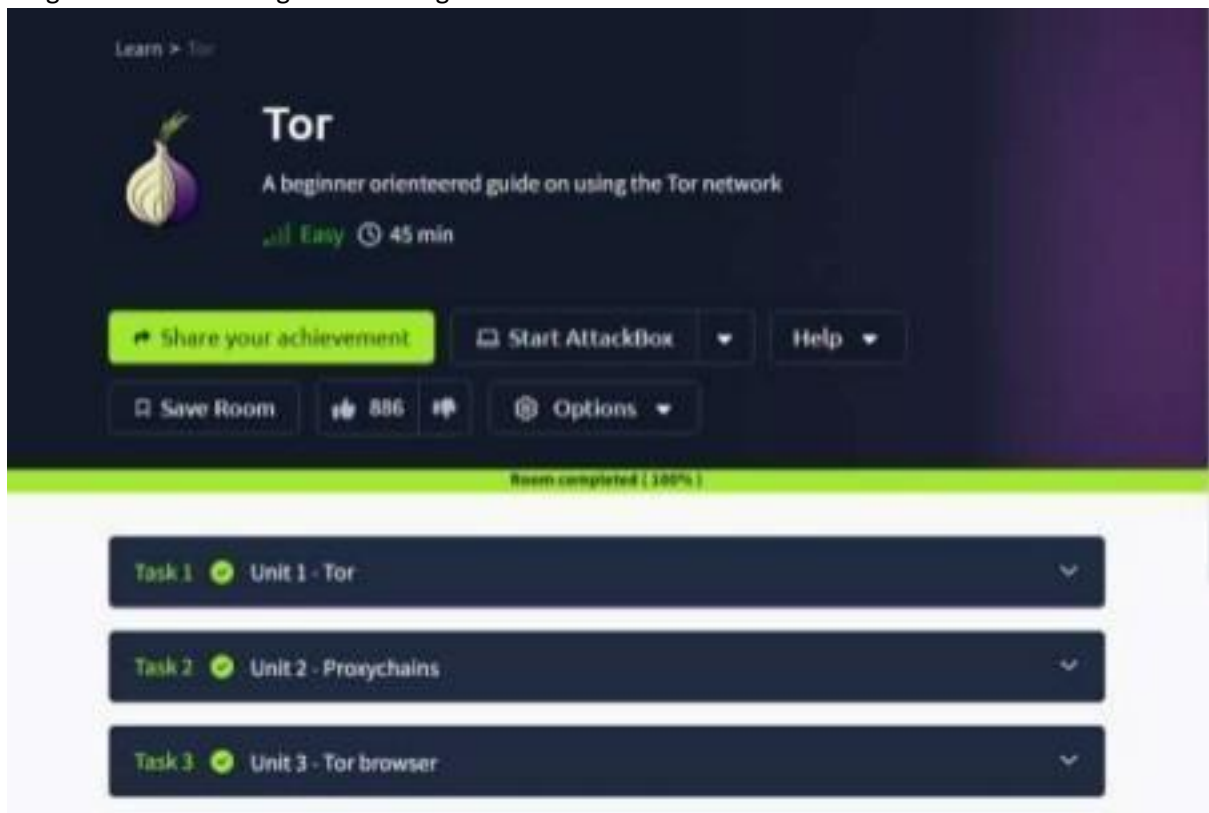 Learn > Tor
Tor
A beginner orienteered guide on using the Tor network
Easy 45 min
Share your achievement Start AttackBox Help
Save Room 886 Options
Room completed ( 100% )
Task 1 Unit 1 - Tor
Task 2 Unit 2 - Proxychains
Task 3 Unit 3 - Tor browser